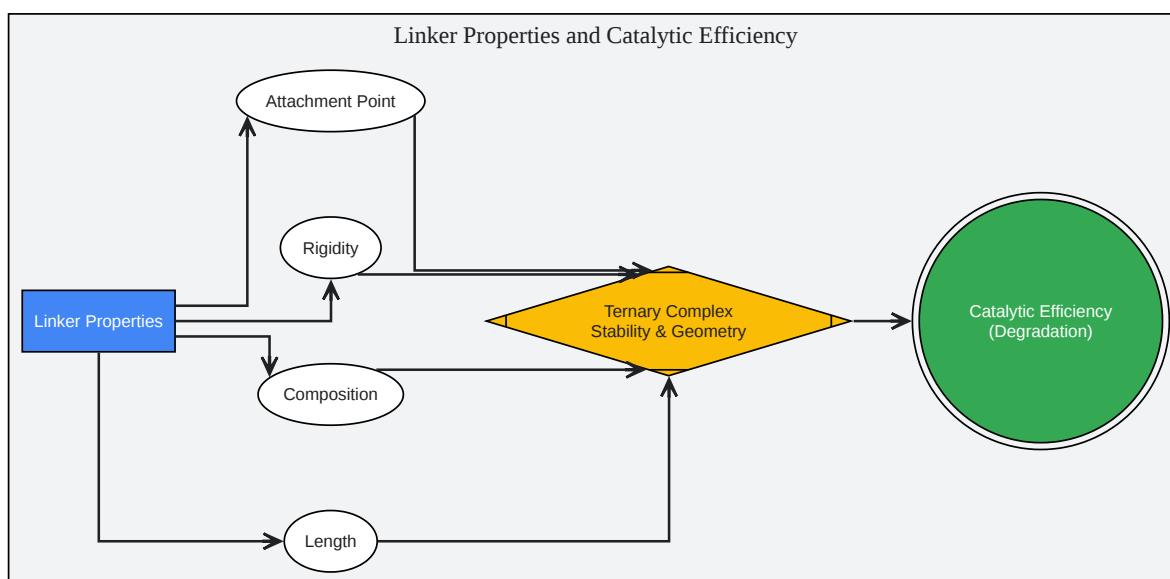 Linker Properties and Catalytic Efficiency
Attachment Point
Rigidity
Linker Properties
Composition
Length
Ternary Complex
Stability & Geometry
Catalytic Efficiency
(Degradation)